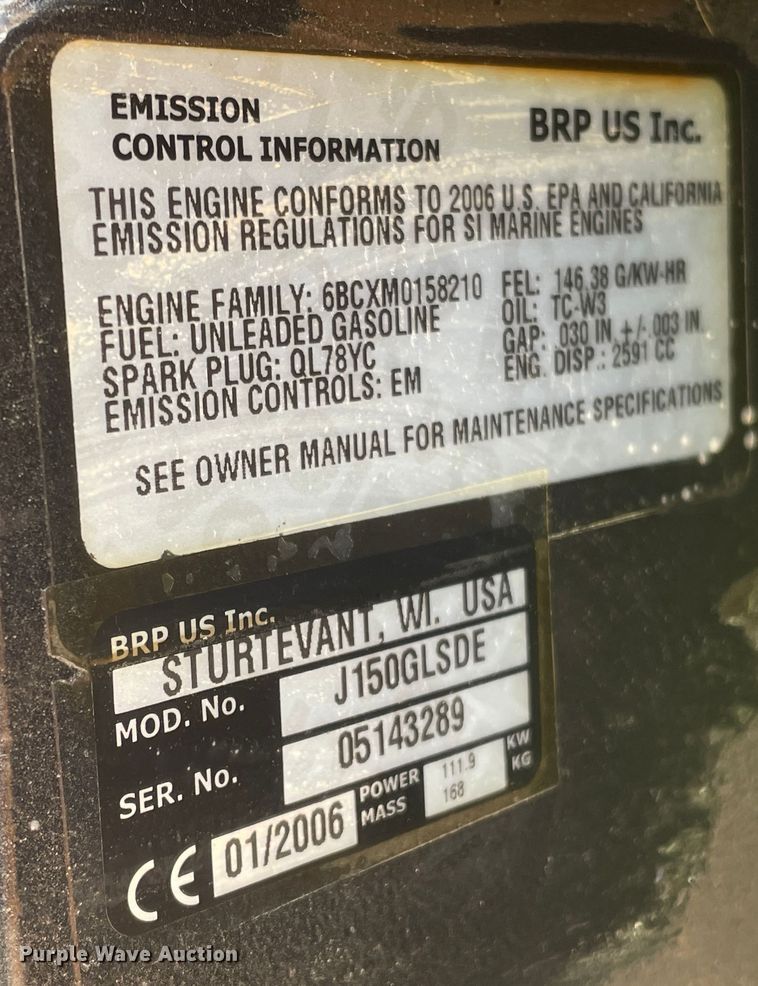 EMISSION
CONTROL INFORMATION
BRP US Inc.
THIS ENGINE CONFORMS TO 2006 U.S. EPA AND CALIFORNIA
EMISSION REGULATIONS FOR SI MARINE ENGINES
ENGINE FAMILY: 6BCXM0158210 FEL: 146.38 G/KW-HR
FUEL: UNLEADED GASOLINE OIL: TC-W3
SPARK PLUG: QL78YC GAP: .030 IN. +/-.003 IN.
EMISSION CONTROLS: EM ENG. DISP.: 2591 CC
SEE OWNER MANUAL FOR MAINTENANCE SPECIFICATIONS
BRP US Inc.
STURTEVANT, WI. USA
MOD. No. J150GLSDE
SER. No. 05143289
CE 01/2006 POWER 111.9 KW
MASS 168 KG
Purple Wave Auction